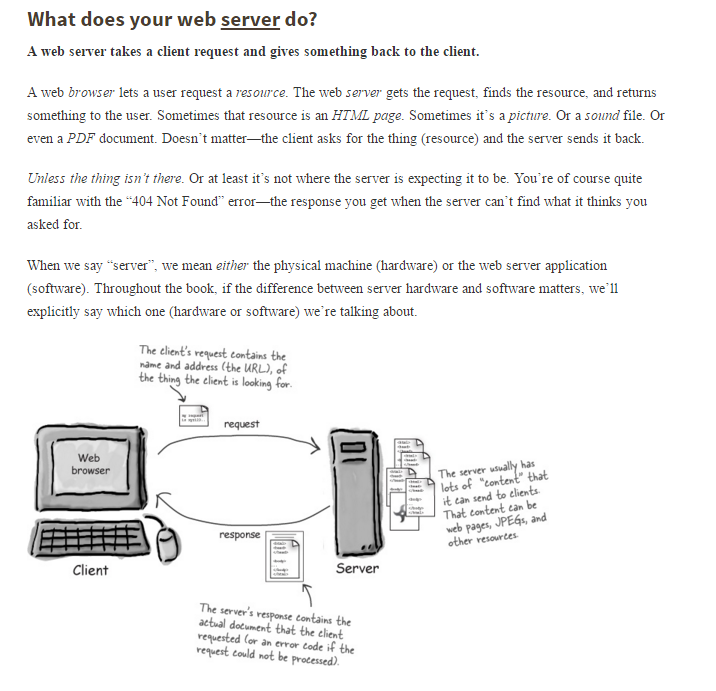 What does your web server do?
A web server takes a client request and gives something back to the client.
A web browser lets a user request a resource. The web server gets the request, finds the resource, and returns
something to the user. Sometimes that resource is an HTML page. Sometimes it's a picture. Or a sound file. Or
even a PDF document. Doesn't matter—the client asks for the thing (resource) and the server sends it back.
Unless the thing isn't there. Or at least it's not where the server is expecting it to be. You're of course quite
familiar with the "404 Not Found" error—the response you get when the server can't find what it thinks you
asked for.
When we say "server", we mean either the physical machine (hardware) or the web server application
(software). Throughout the book, if the difference between server hardware and software matters, we'll
explicitly say which one (hardware or software) we're talking about.
The client's request contains the
name and address (the URL), of
the thing the client is looking for.
request
Web
browser
The server usually has
lots of "content" that
it can send to clients.
That content can be
web pages, JPEGs, and
other resources.
response
Client
Server
The server's response contains the
actual document that the client
requested (or an error code if the
request could not be processed).